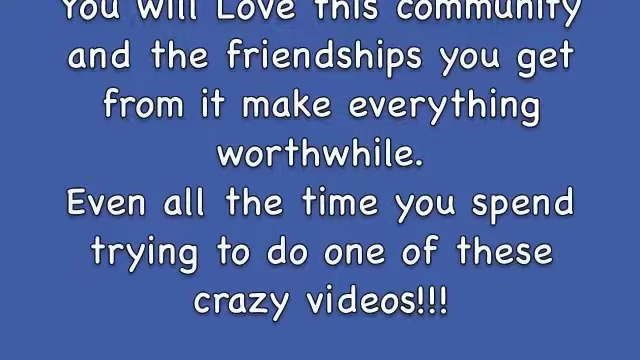 You will Love this community
and the friendships you get
from it make everything
worthwhile.
Even all the time you spend
trying to do one of these
crazy videos!!!